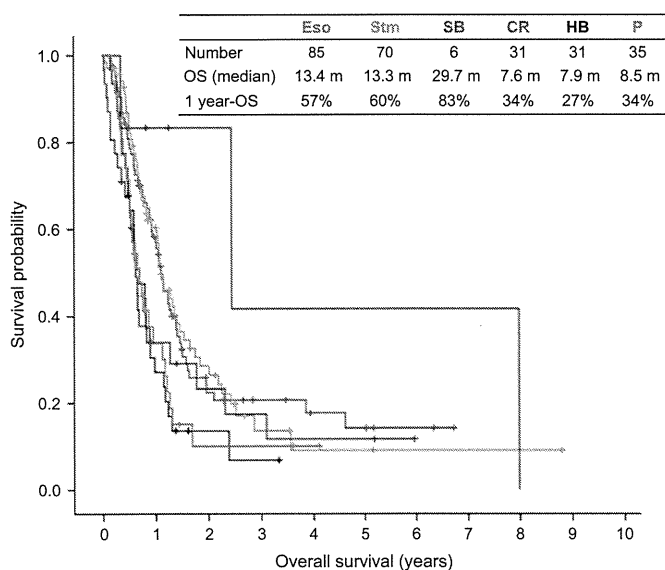 Eso Stm SB CR HB P
Number 85 70 6 31 31 35
OS (median) 13.4 m 13.3 m 29.7 m 7.6 m 7.9 m 8.5 m
1 year-OS 57% 60% 83% 34% 27% 34%
Survival probability
1.0
0.8
0.6
0.4
0.2
0.0
0 1 2 3 4 5 6 7 8 9 10
Overall survival (years)